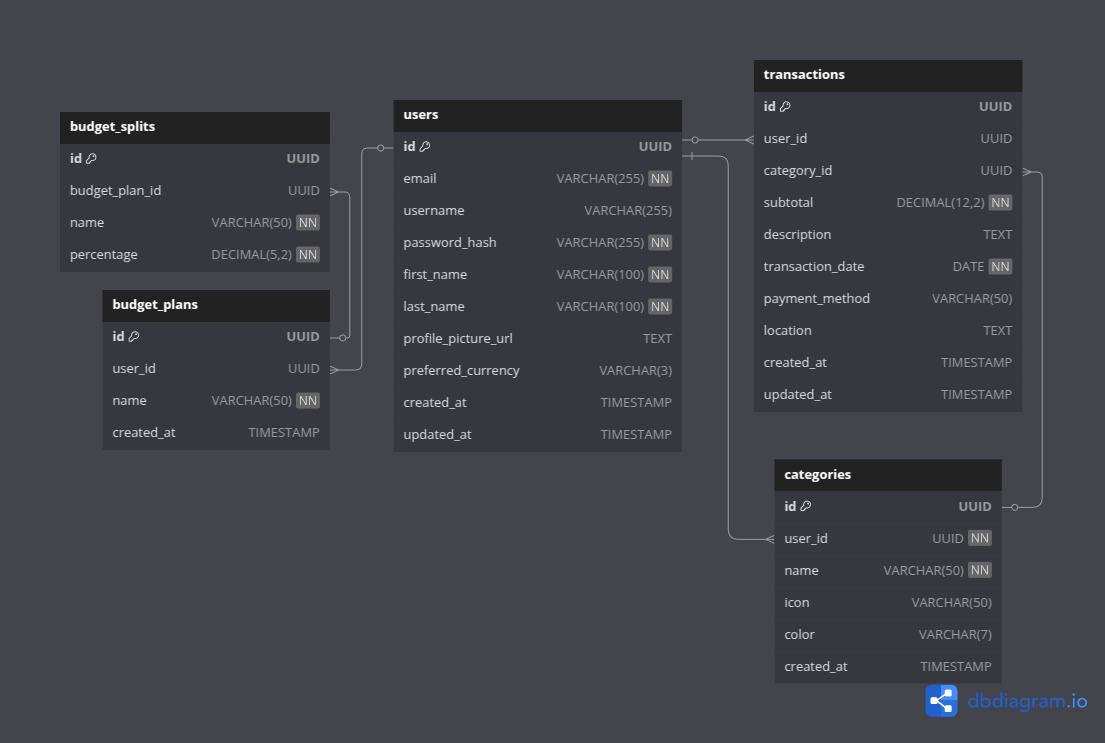 budget_splits
id UUID
budget_plan_id UUID
name VARCHAR(50) NN
percentage DECIMAL(5,2) NN
budget_plans
id UUID
user_id UUID
name VARCHAR(50) NN
created_at TIMESTAMP
users
id UUID
email VARCHAR(255) NN
username VARCHAR(255)
password_hash VARCHAR(255) NN
first_name VARCHAR(100) NN
last_name VARCHAR(100) NN
profile_picture_url TEXT
preferred_currency VARCHAR(3)
created_at TIMESTAMP
updated_at TIMESTAMP
transactions
id UUID
user_id UUID
category_id UUID
subtotal DECIMAL(12,2) NN
description TEXT
transaction_date DATE NN
payment_method VARCHAR(50)
location TEXT
created_at TIMESTAMP
updated_at TIMESTAMP
categories
id UUID
user_id UUID NN
name VARCHAR(50) NN
icon VARCHAR(50)
color VARCHAR(7)
created_at TIMESTAMP
dbdiagram.io